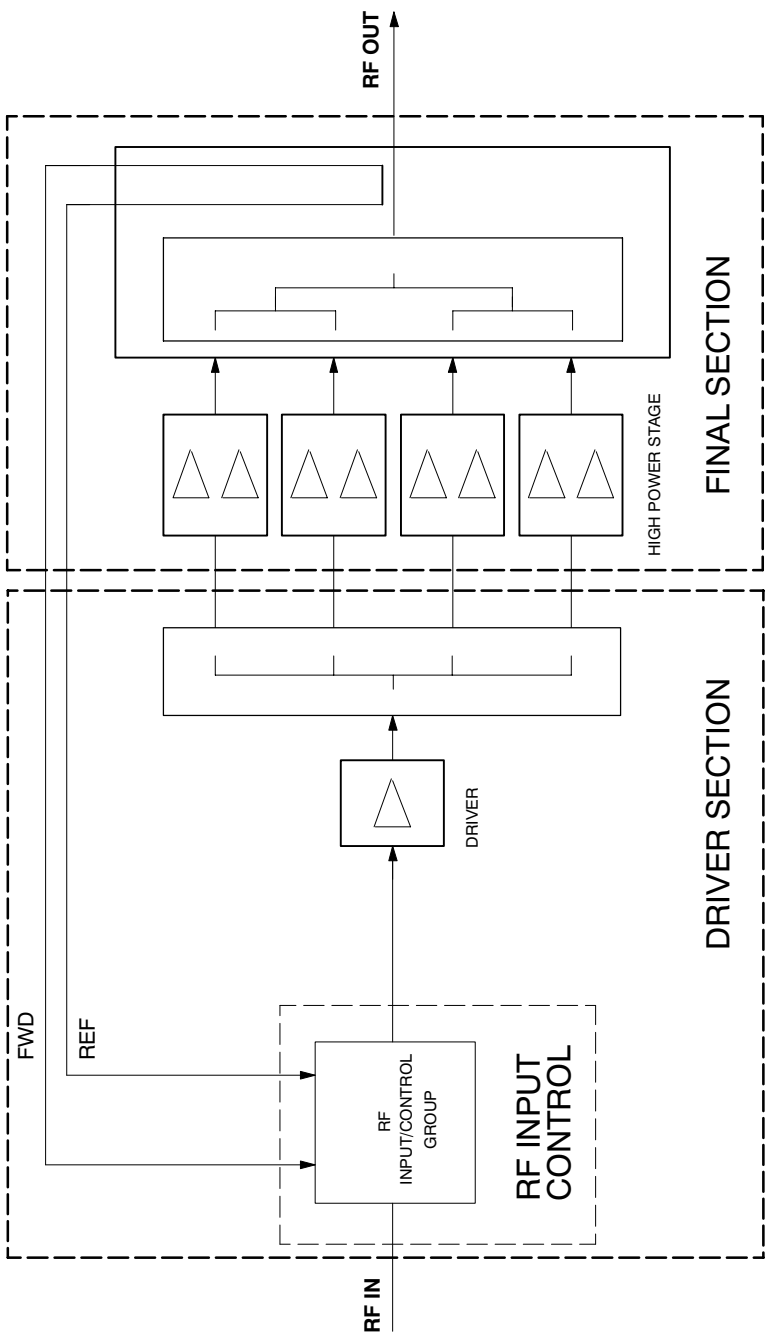 RF IN
FWD
REF
RF
INPUT/CONTROL
GROUP
RF INPUT
CONTROL
DRIVER
DRIVER SECTION
HIGH POWER STAGE
FINAL SECTION
RF OUT